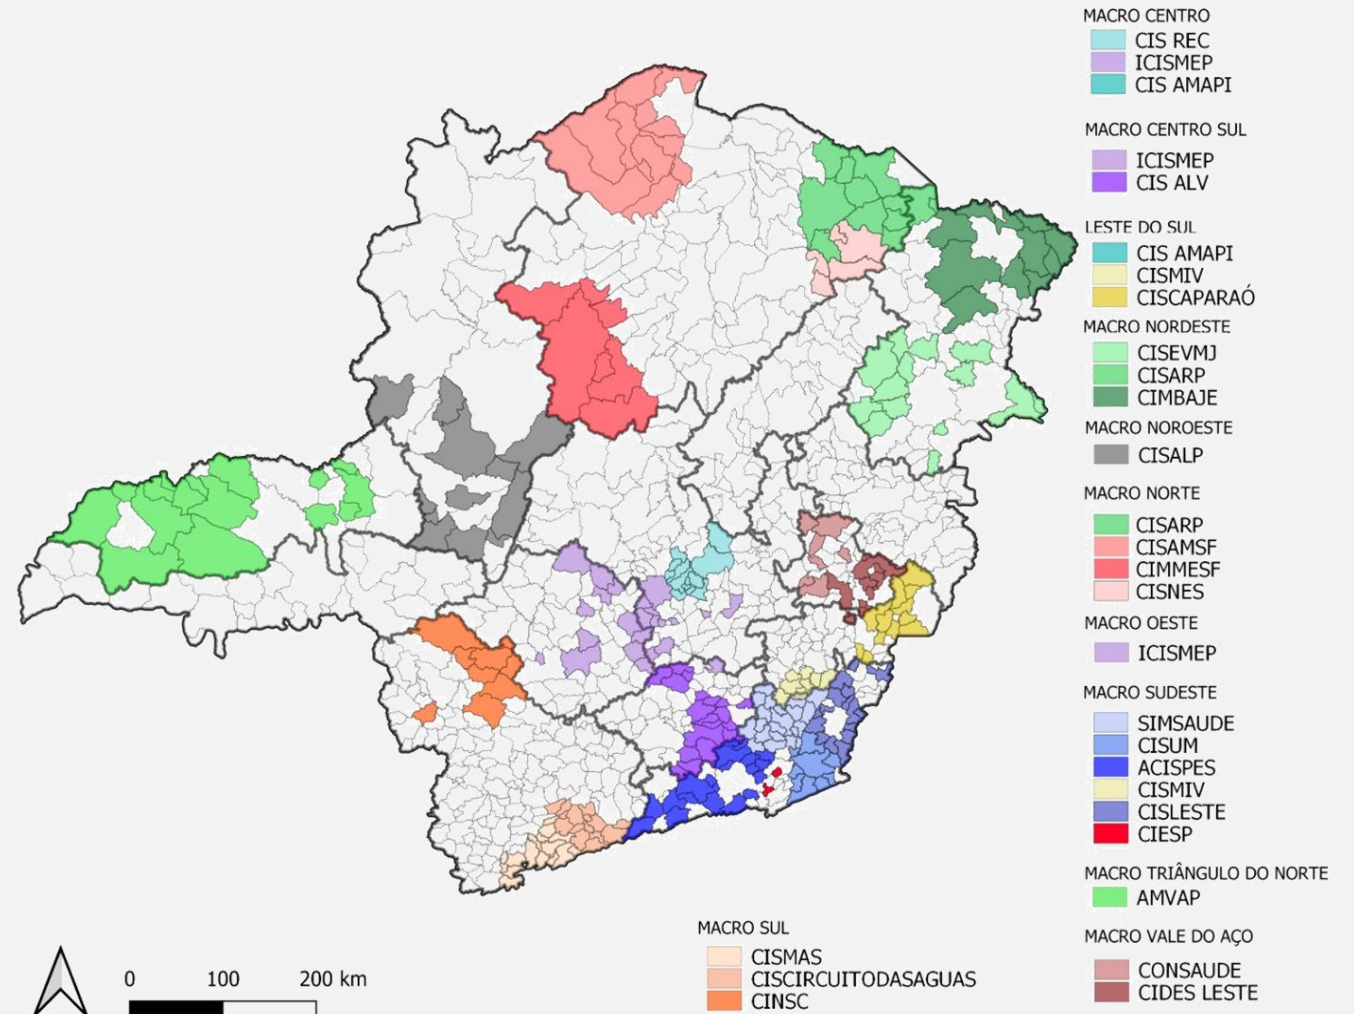 MACRO CENTRO
CIS REC
ICISMEP
CIS AMAPI
MACRO CENTRO SUL
ICISMEP
CIS ALV
LESTE DO SUL
CIS AMAPI
CISMIV
CISCAPARAÓ
MACRO NORDESTE
CISEVMJ
CISARP
CIMBAJE
MACRO NOROESTE
CISALP
MACRO NORTE
CISARP
CISAMSF
CIMMESF
CISNES
MACRO OESTE
ICISMEP
MACRO SUDESTE
SIMSAUDE
CISUM
ACISPES
CISMIV
CISLESTE
CIESP
MACRO TRIÂNGULO DO NORTE
AMVAP
MACRO VALE DO AÇO
CONSAUDE
CIDES LESTE
MACRO SUL
CISMAS
CISCIRCUITODASAGUAS
CINSC
0 100 200 km